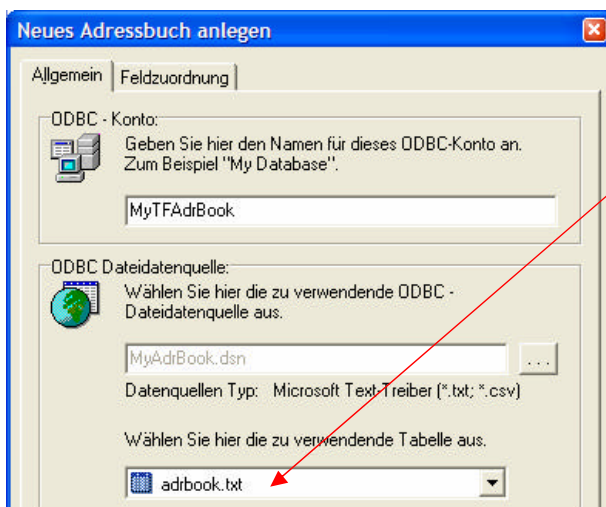 Neues Adressbuch anlegen
Allgemein
Feldzuordnung
ODBC - Konto:
Geben Sie hier den Namen für dieses ODBC-Konto an.
Zum Beispiel "My Database".
MyTFAdrBook
ODBC Dateidatenquelle:
Wählen Sie hier die zu verwendende ODBC -
Dateidatenquelle aus.
MyAdrBook.dsn
...
Datenquellen Typ: Microsoft Text-Treiber (*.txt; *.csv)
Wählen Sie hier die zu verwendende Tabelle aus.
adrbook.txt